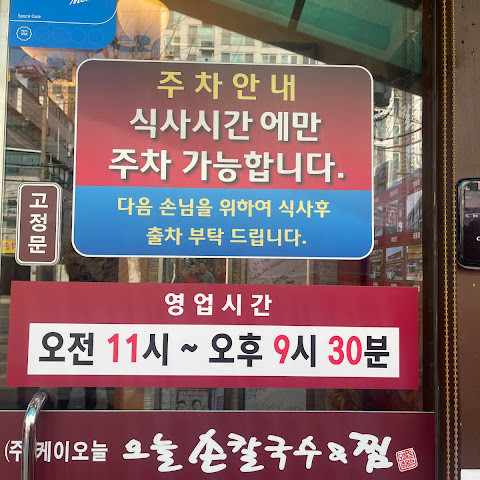 Space Care
주차안내
식사시간 에만
주차 가능합니다.
다음 손님을 위하여 식사후
출차 부탁 드립니다.
고정문
영업시간
오전 11시 ~ 오후 9시 30분
(주)케이오늘 오늘 손칼국수&찜